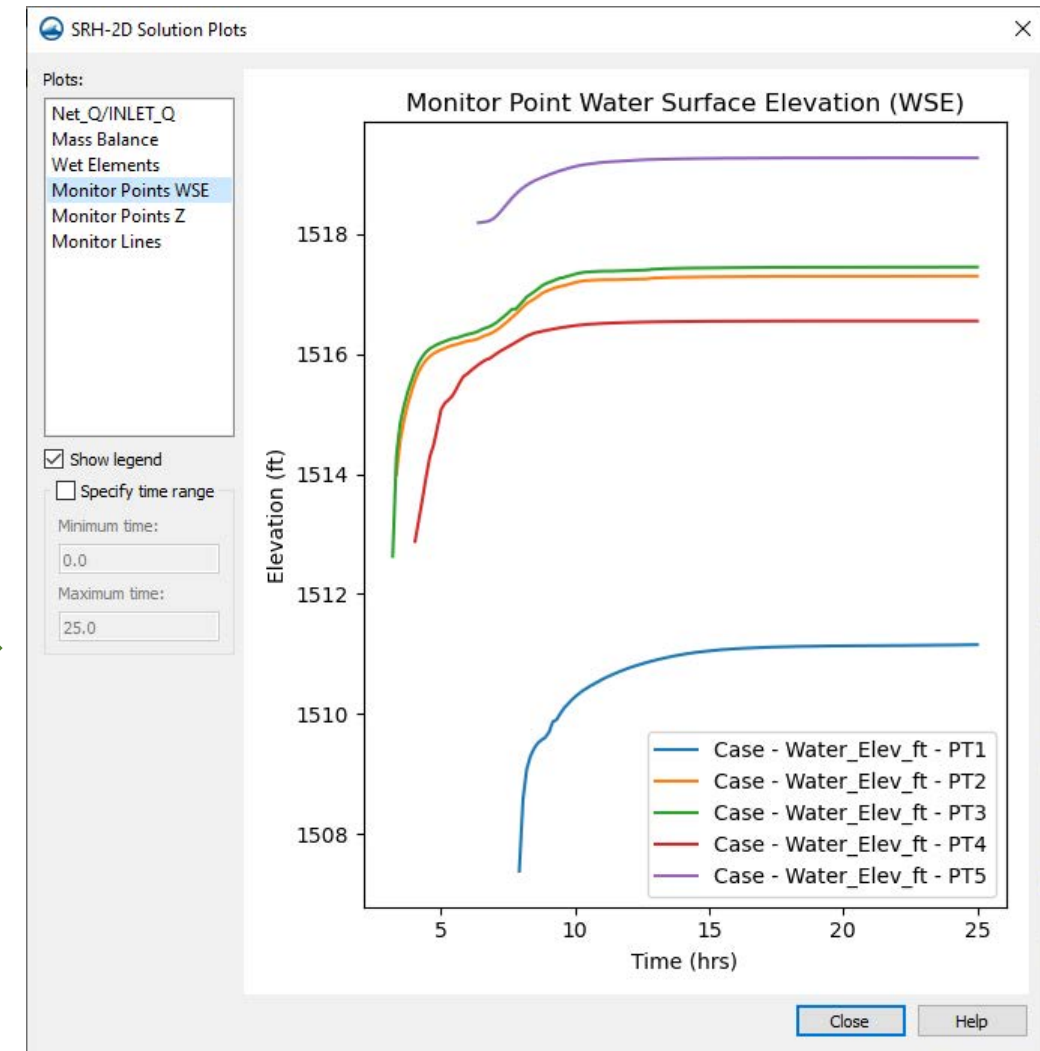 SRH-2D Solution Plots
Plots:
Net_Q/INLET_Q
Mass Balance
Wet Elements
Monitor Points WSE
Monitor Points Z
Monitor Lines
Show legend
Specify time range
Minimum time:
0.0
Maximum time:
25.0
Monitor Point Water Surface Elevation (WSE)
Elevation (ft)
1518
1516
1514
1512
1510
1508
Case - Water_Elev_ft - PT1
Case - Water_Elev_ft - PT2
Case - Water_Elev_ft - PT3
Case - Water_Elev_ft - PT4
Case - Water_Elev_ft - PT5
5 10 15 20 25
Time (hrs)
Close Help